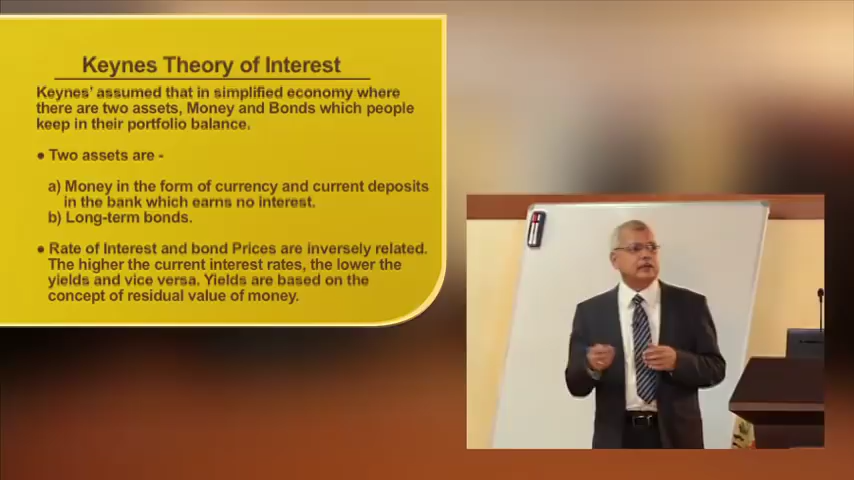 Keynes Theory of Interest
Keynes' assumed that in simplified economy where
there are two assets, Money and Bonds which people
keep in their portfolio balance.
● Two assets are -
a) Money in the form of currency and current deposits
in the bank which earns no interest.
b) Long-term bonds.
● Rate of Interest and bond Prices are inversely related.
The higher the current interest rates, the lower the
yields and vice versa. Yields are based on the
concept of residual value of money.